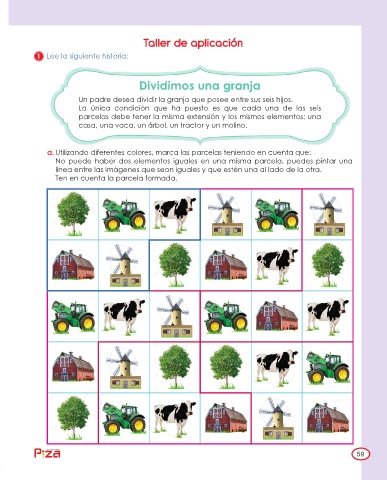 Taller de aplicación
1 Lee la siguiente historia:
Dividimos una granja
Un padre desea dividir la granja que posee entre sus seis hijos.
La única condición que ha puesto es que cada una de las seis
parcelas debe tener la misma extensión y los mismos elementos: una
casa, una vaca, un árbol, un tractor y un molino.
a. Utilizando diferentes colores, marca las parcelas teniendo en cuenta que:
No puede haber dos elementos iguales en una misma parcela, puedes pintar una
línea entre las imágenes que sean iguales y que estén una al lado de la otra.
Ten en cuenta la parcela formada.
Piza
59